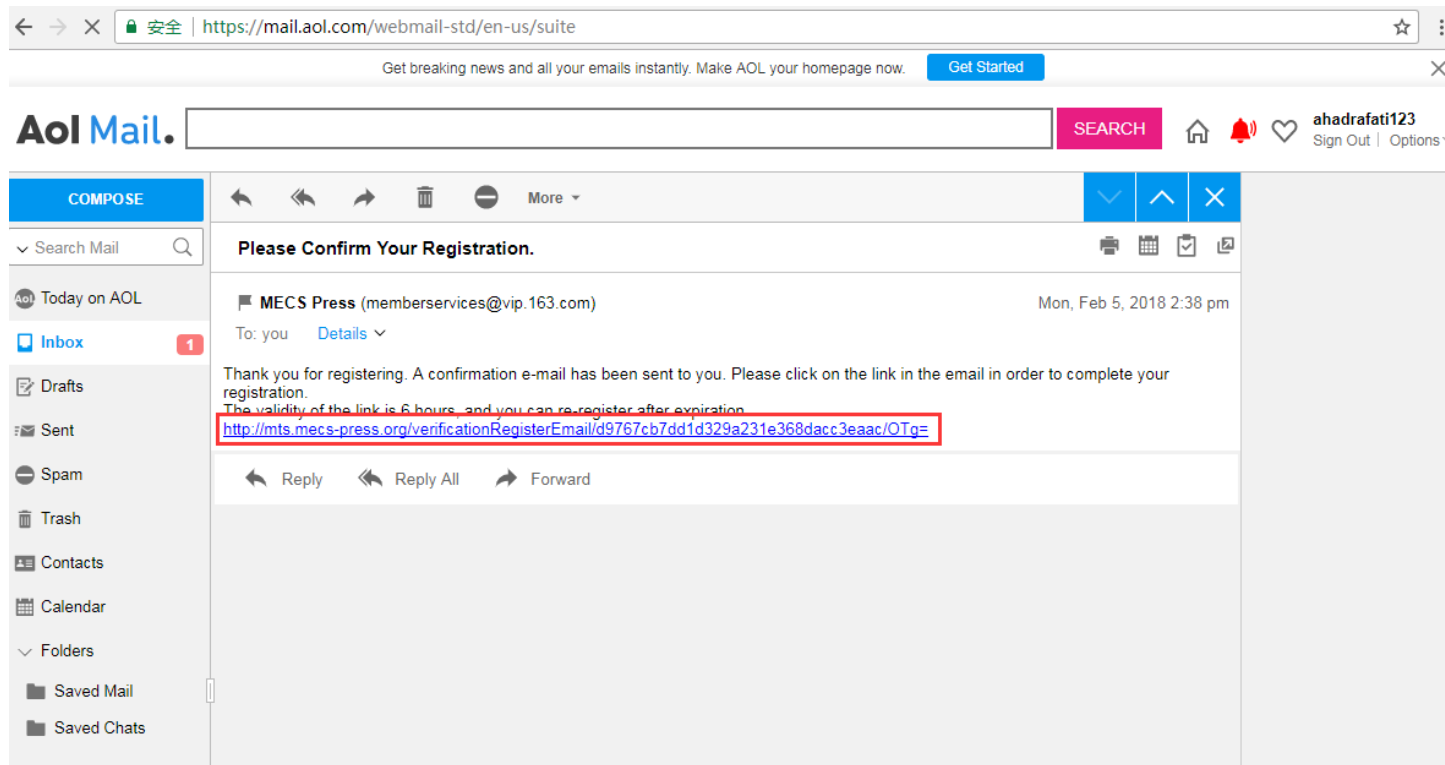 安全 | https://mail.aol.com/webmail-std/en-us/suite
Get breaking news and all your emails instantly. Make AOL your homepage now. Get Started
Aol Mail. SEARCH
ahadrafati123
Sign Out | Options
COMPOSE
More
Search Mail
Please Confirm Your Registration.
Aol. Today on AOL
MECS Press (memberservices@vip.163.com) Mon, Feb 5, 2018 2:38 pm
Inbox 1
To: you Details
Thank you for registering. A confirmation e-mail has been sent to you. Please click on the link in the email in order to complete your
registration.
The validity of the link is 6 hours, and you can re-register after expiration
http://mts.mecs-press.org/verificationRegisterEmail/d9767cb7dd1d329a231e368dacc3eaac/OTg=
Drafts
Sent
Spam
Reply Reply All Forward
Trash
Contacts
Calendar
Folders
Saved Mail
Saved Chats